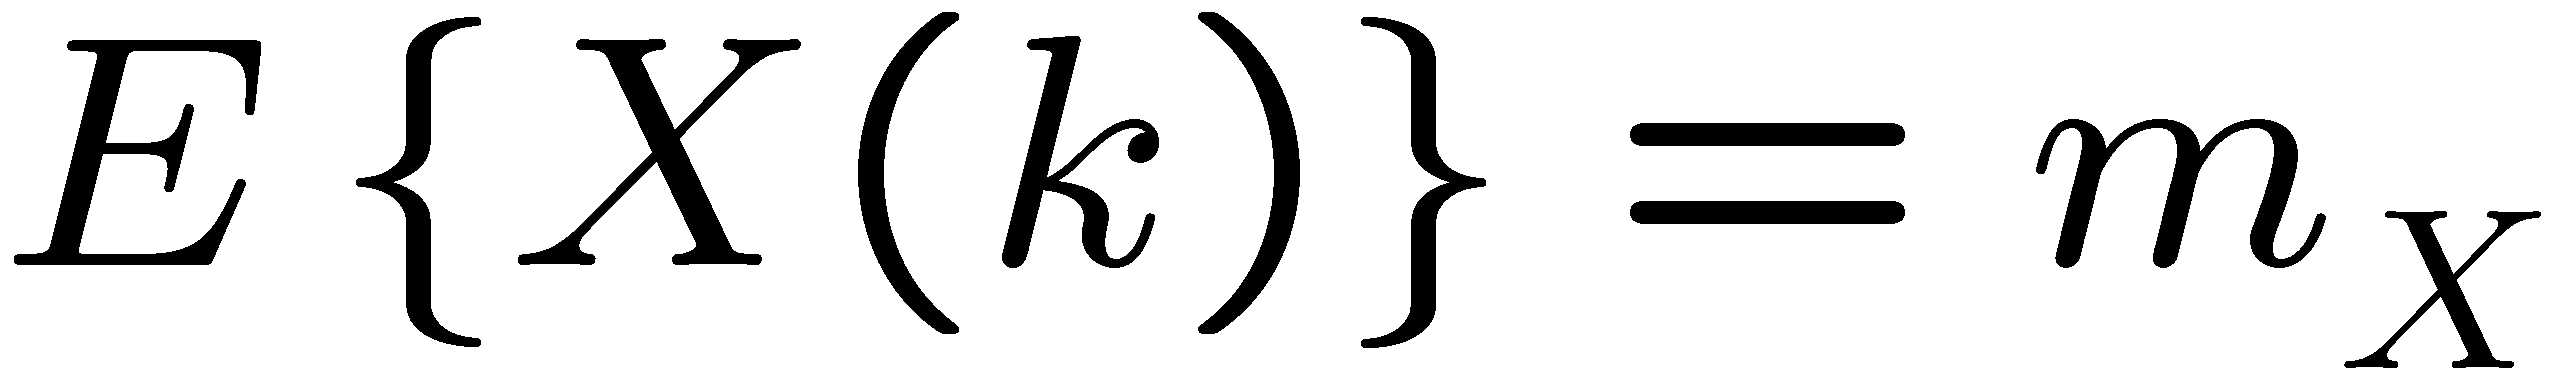 E {X(k)} = m_X